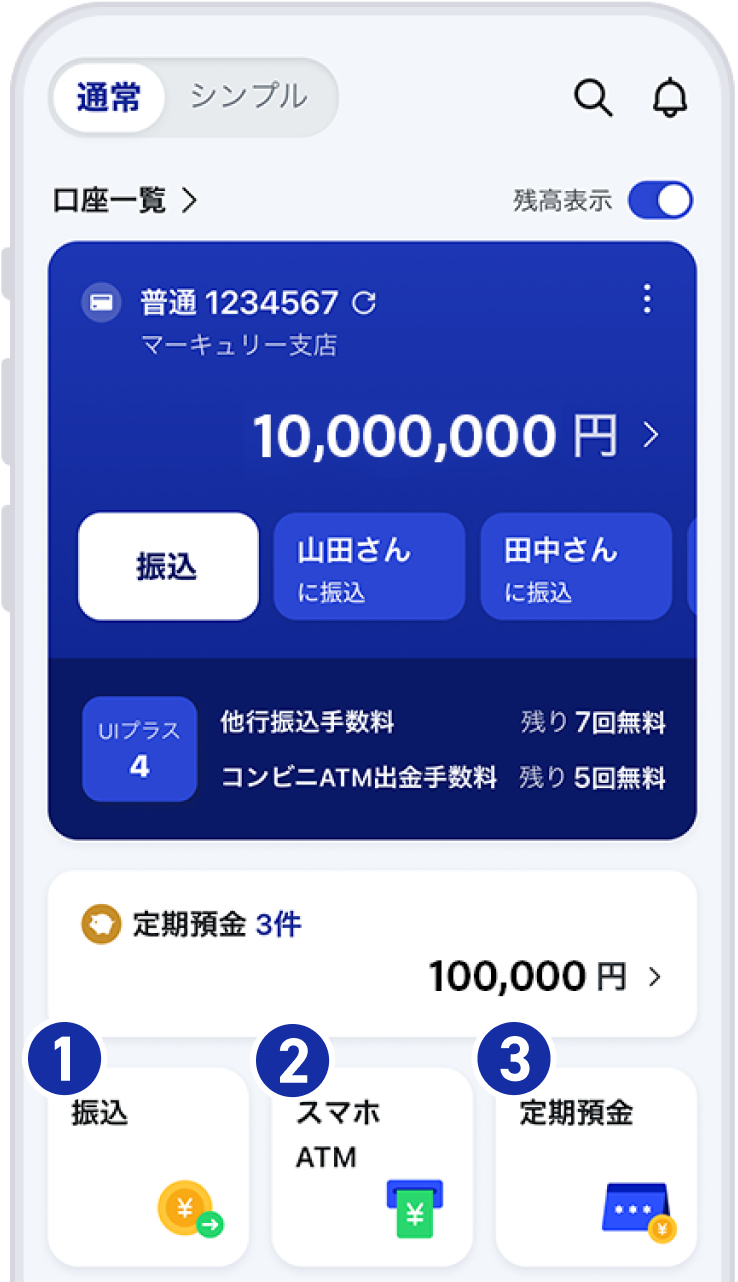 通常 シンプル
口座一覧 残高表示
普通 1234567
マーキュリー支店
10,000,000 円
振込
山田さん
に振込
田中さん
に振込
UIプラス
4
他行振込手数料 残り 7回無料
コンビニATM出金手数料 残り 5回無料
定期預金 3件
100,000 円
1
振込
¥
2
スマホ
ATM
¥
3
定期預金
¥